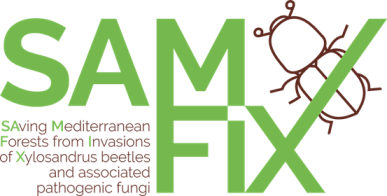 SAM
FiX
SAving Mediterranean
Forests from Invasions
of Xylosandrus beetles
and associated
pathogenic fungi